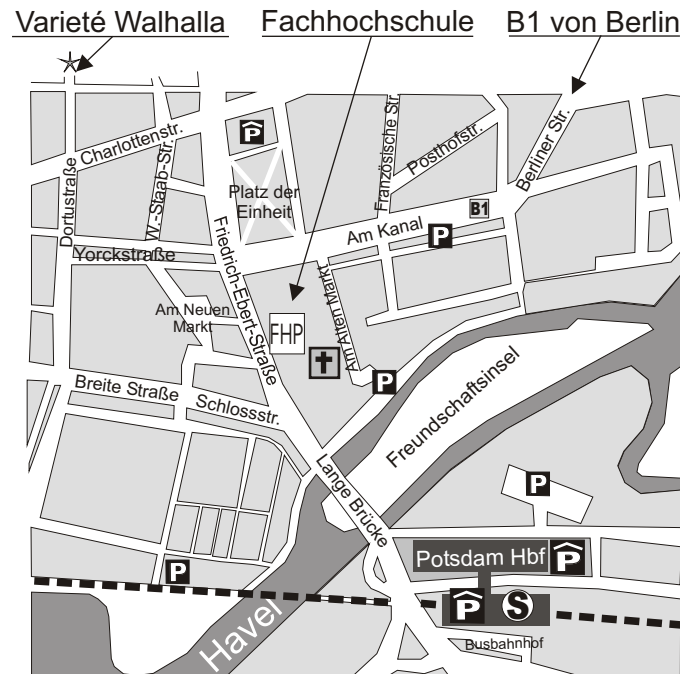 Varieté Walhalla
Fachhochschule
B1 von Berlin
P
Charlottenstr.
Dortustraße
W.-Staab-Str.
Französische Str.
Posthofstr.
Berliner Str.
Platz der
Einheit
B1
Am Kanal
P
Yorckstraße
Friedrich-Ebert-Straße
Am Neuen
Markt
FHP
Am Alten Markt
P
Breite Straße
Schlossstr.
Freundschaftsinsel
Lange Brücke
P
Potsdam Hbf
P
P
P
S
Havel
Busbahnhof